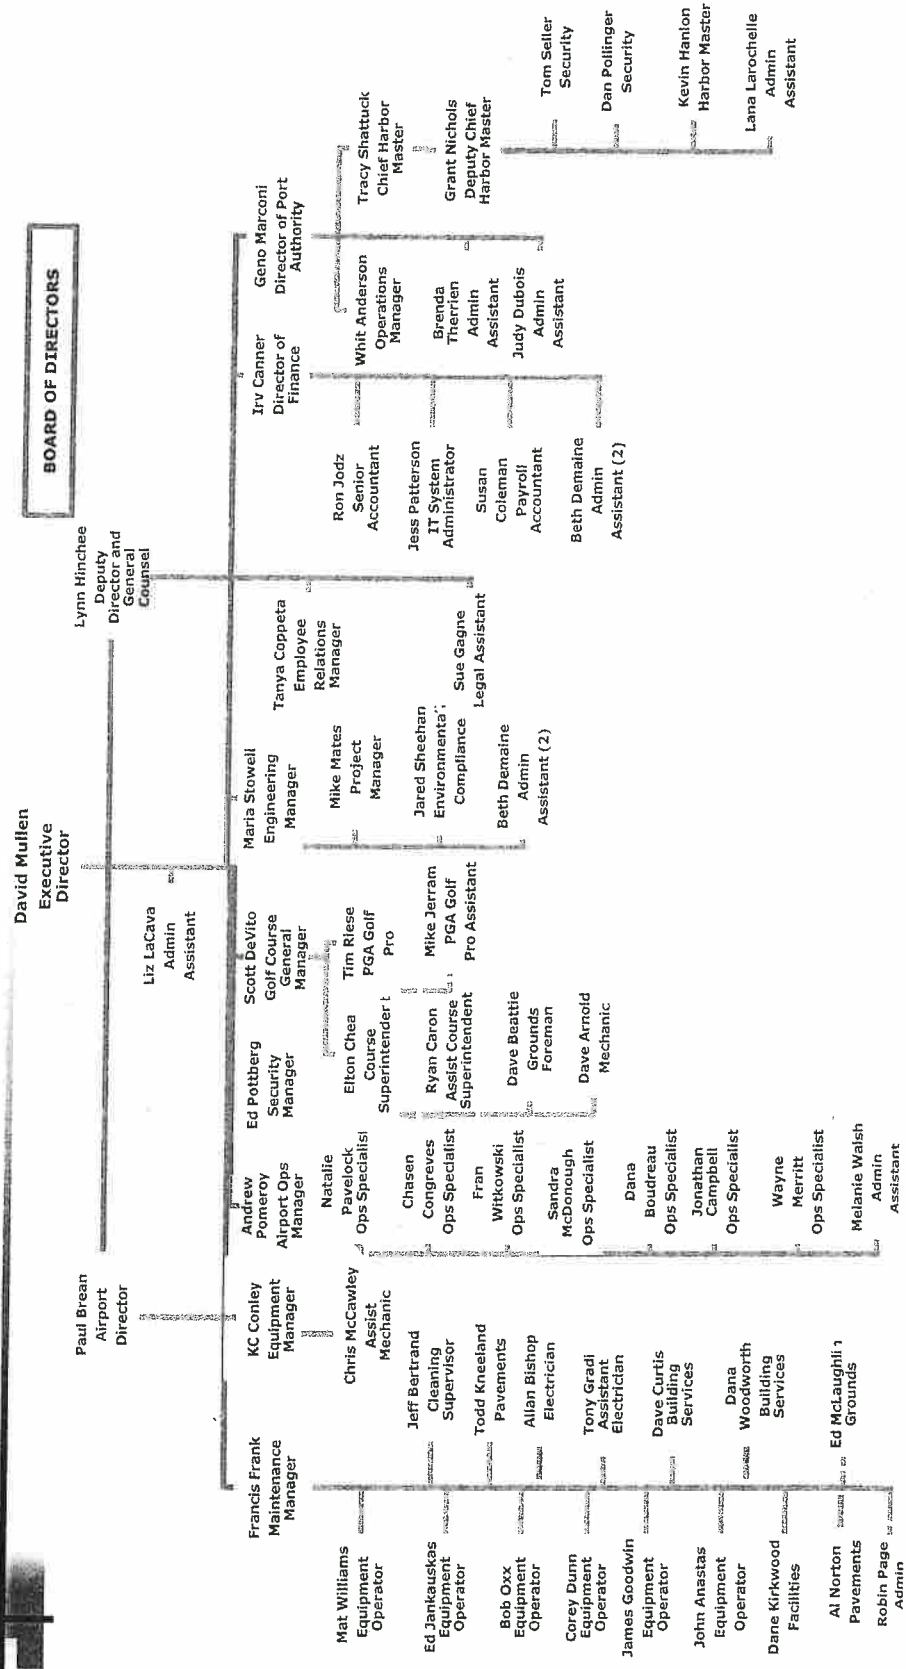 BOARD OF DIRECTORS
David Mullen
Executive
Director
Paul Brean
Airport
Director
Lynn Hinchee
Deputy
Director and
General
Counsel
Liz LaCava
Admin
Assistant
Francis Frank
Maintenance
Manager
KC Conley
Equipment
Manager
Andrew
Pomeroy
Airport Ops
Manager
Ed Pottberg
Security
Manager
Scott DeVito
Golf Course
General
Manager
Maria Stowell
Engineering
Manager
Irv Canner
Director of
Finance
Geno Marconi
Director of Port
Authority
Mat Williams
Equipment
Operator
Ed Jankauskas
Equipment
Operator
Bob Oxx
Equipment
Operator
Corey Dunn
Equipment
Operator
James Goodwin
Equipment
Operator
John Anastas
Equipment
Operator
Dane Kirkwood
Facilities
Al Norton
Pavements
Robin Page
Admin
Jeff Bertrand
Cleaning
Supervisor
Todd Kneeland
Pavements
Allan Bishop
Electrician
Tony Gradi
Assistant
Electrician
Dave Curtis
Building
Services
Dana
Woodworth
Building
Services
Ed McLaughlin
Grounds
Chris McCawley
Assist
Mechanic
Natalie
Pavelock
Ops Specialist
Chasen
Congreves
Ops Specialist
Fran
Witkowski
Ops Specialist
Sandra
McDonough
Ops Specialist
Dana
Boudreau
Ops Specialist
Jonathan
Campbell
Ops Specialist
Wayne
Merritt
Ops Specialist
Melanie Walsh
Admin
Assistant
Elton Chea
Course
Superintendent
Ryan Caron
Assist Course
Superintendent
Dave Beattie
Grounds
Foreman
Dave Arnold
Mechanic
Tim Riese
PGA Golf
Pro
Mike Jerram
PGA Golf
Pro Assistant
Mike Mates
Project
Manager
Jared Sheehan
Environmental
Compliance
Beth Demaine
Admin
Assistant (2)
Tanya Coppeta
Employee
Relations
Manager
Sue Gagne
Legal Assistant
Ron Jodz
Senior
Accountant
Jess Patterson
IT System
Administrator
Susan
Coleman
Payroll
Accountant
Beth Demaine
Admin
Assistant (2)
Whit Anderson
Operations
Manager
Brenda
Therrien
Admin
Assistant
Judy Dubois
Admin
Assistant
Tracy Shattuck
Chief Harbor
Master
Grant Nichols
Deputy Chief
Harbor Master
Tom Seller
Security
Dan Pollinger
Security
Kevin Hanlon
Harbor Master
Lana Larochelle
Admin
Assistant